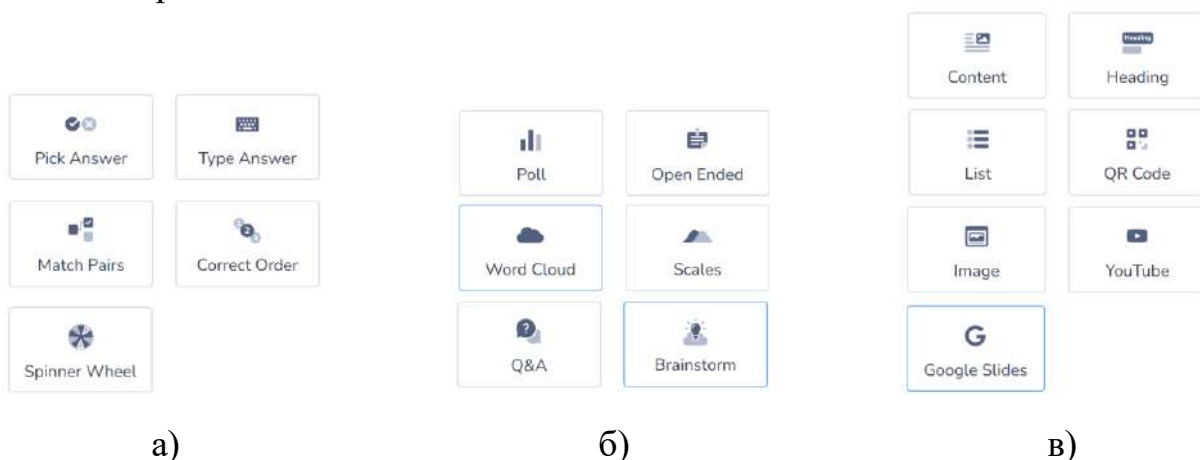 Pick Answer
Type Answer
Match Pairs
Correct Order
Spinner Wheel
а)
Poll
Open Ended
Word Cloud
Scales
Q&A
Brainstorm
б)
Content
Heading
Heading
List
QR Code
Image
YouTube
G
Google Slides
в)